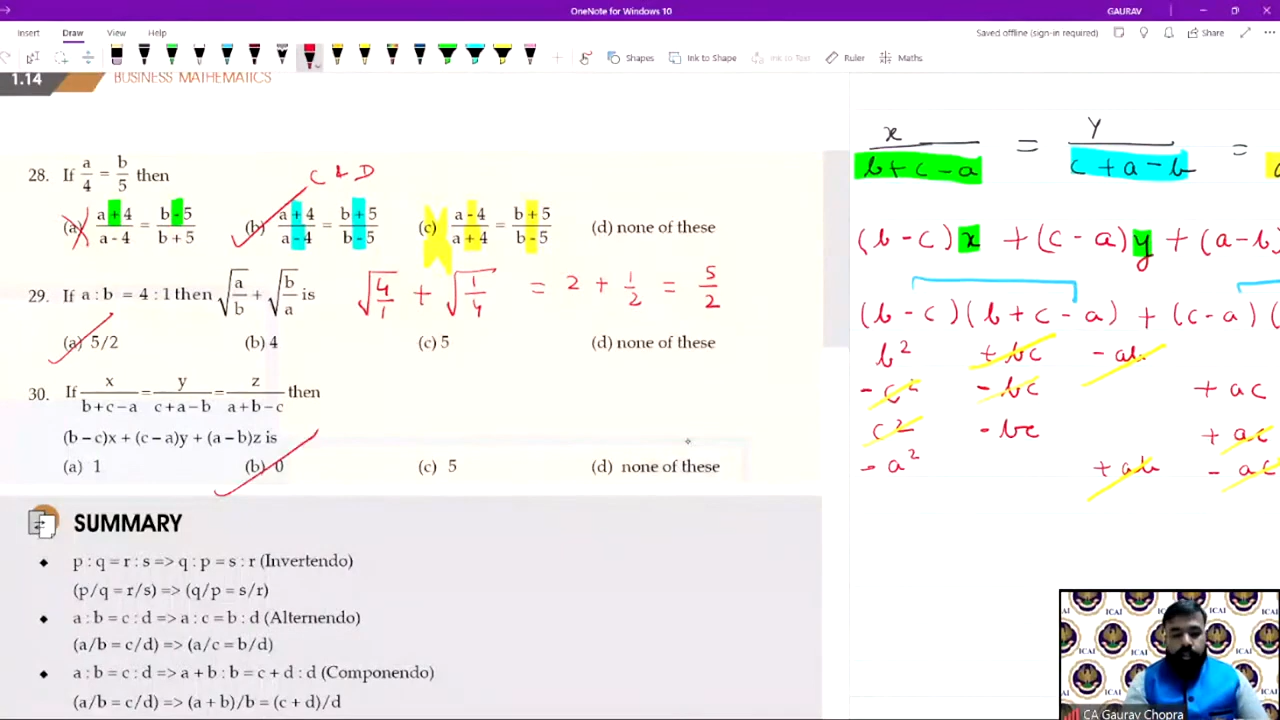 OneNote for Windows 10
GAURAV
Insert Draw View Help
Saved offline (sign-in required) Share
Shapes Ink to Shape Ink to Text Ruler Maths
1.14 BUSINESS MATHEMATICS
28. If a/4 = b/5 then
C & D
(a) a+4/a-4 = b-5/b+5 (b) a+4/a-4 = b+5/b-5 (c) a-4/a+4 = b+5/b-5 (d) none of these
29. If a : b = 4 : 1 then √a/b + √b/a is √4/1 + √1/4 = 2 + 1/2 = 5/2
(a) 5/2 (b) 4 (c) 5 (d) none of these
30. If x/b+c–a = y/c+a–b = z/a+b–c then
(b – c)x + (c – a)y + (a – b)z is
(a) 1 (b) 0 (c) 5 (d) none of these
SUMMARY
◆ p : q = r : s => q : p = s : r (Invertendo)
(p/q = r/s) => (q/p = s/r)
◆ a : b = c : d => a : c = b : d (Alternendo)
(a/b = c/d) => (a/c = b/d)
◆ a : b = c : d => a + b : b = c + d : d (Componendo)
(a/b = c/d) => (a + b)/b = (c + d)/d
x/b+c-a = y/c+a-b =
(b-c)x + (c-a)y + (a-b)
(b-c)(b+c-a) + (c-a)(
b² + bc - ab
- c² - bc + ac
c² - bc + ac
- a² + ab - ac
ICAI
ICAI
CA Gaurav Chopra